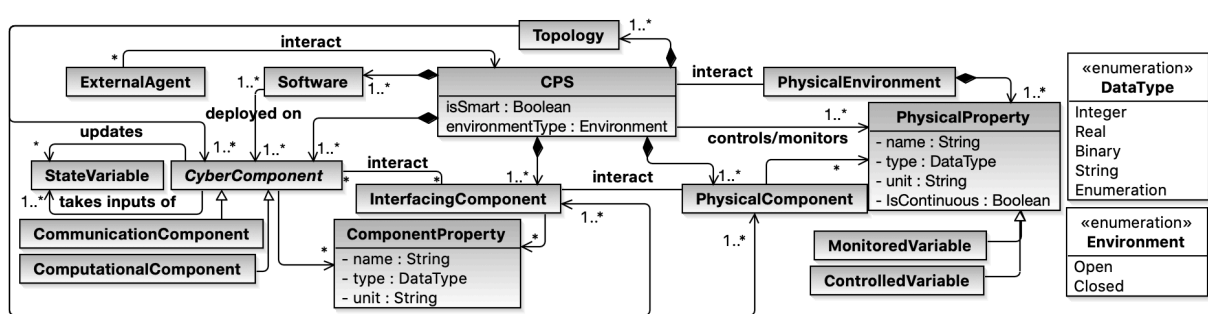 1..*
Topology
interact
*
ExternalAgent
Software
1..*
1..*
deployed on
CPS
isSmart : Boolean
environmentType : Environment
interact
PhysicalEnvironment
1..*
1..*
controls/monitors
*
PhysicalProperty
- name : String
- type : DataType
- unit : String
- IsContinuous : Boolean
«enumeration»
DataType
Integer
Real
Binary
String
Enumeration
updates
*
1..*
1..*
1..*
StateVariable
CyberComponent
interact
*
*
1..*
takes inputs of
1..*
InterfacingComponent
interact
1..*
PhysicalComponent
1..*
1..*
CommunicationComponent
ComputationalComponent
*
*
ComponentProperty
- name : String
- type : DataType
- unit : String
MonitoredVariable
ControlledVariable
«enumeration»
Environment
Open
Closed